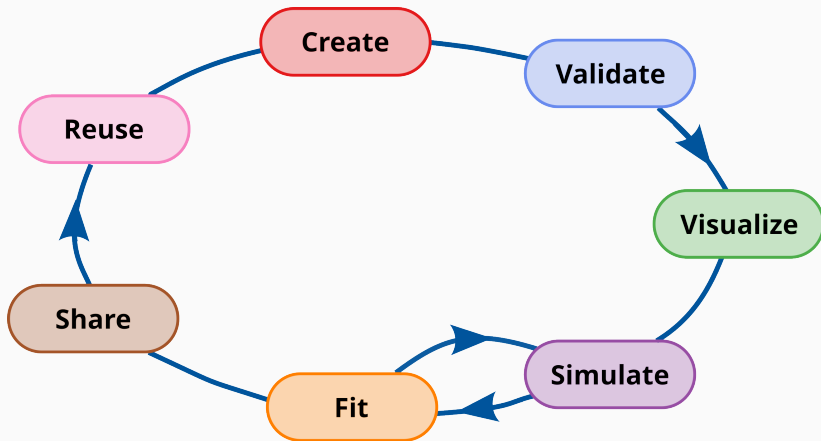 Create
Validate
Reuse
Visualize
Share
Simulate
Fit